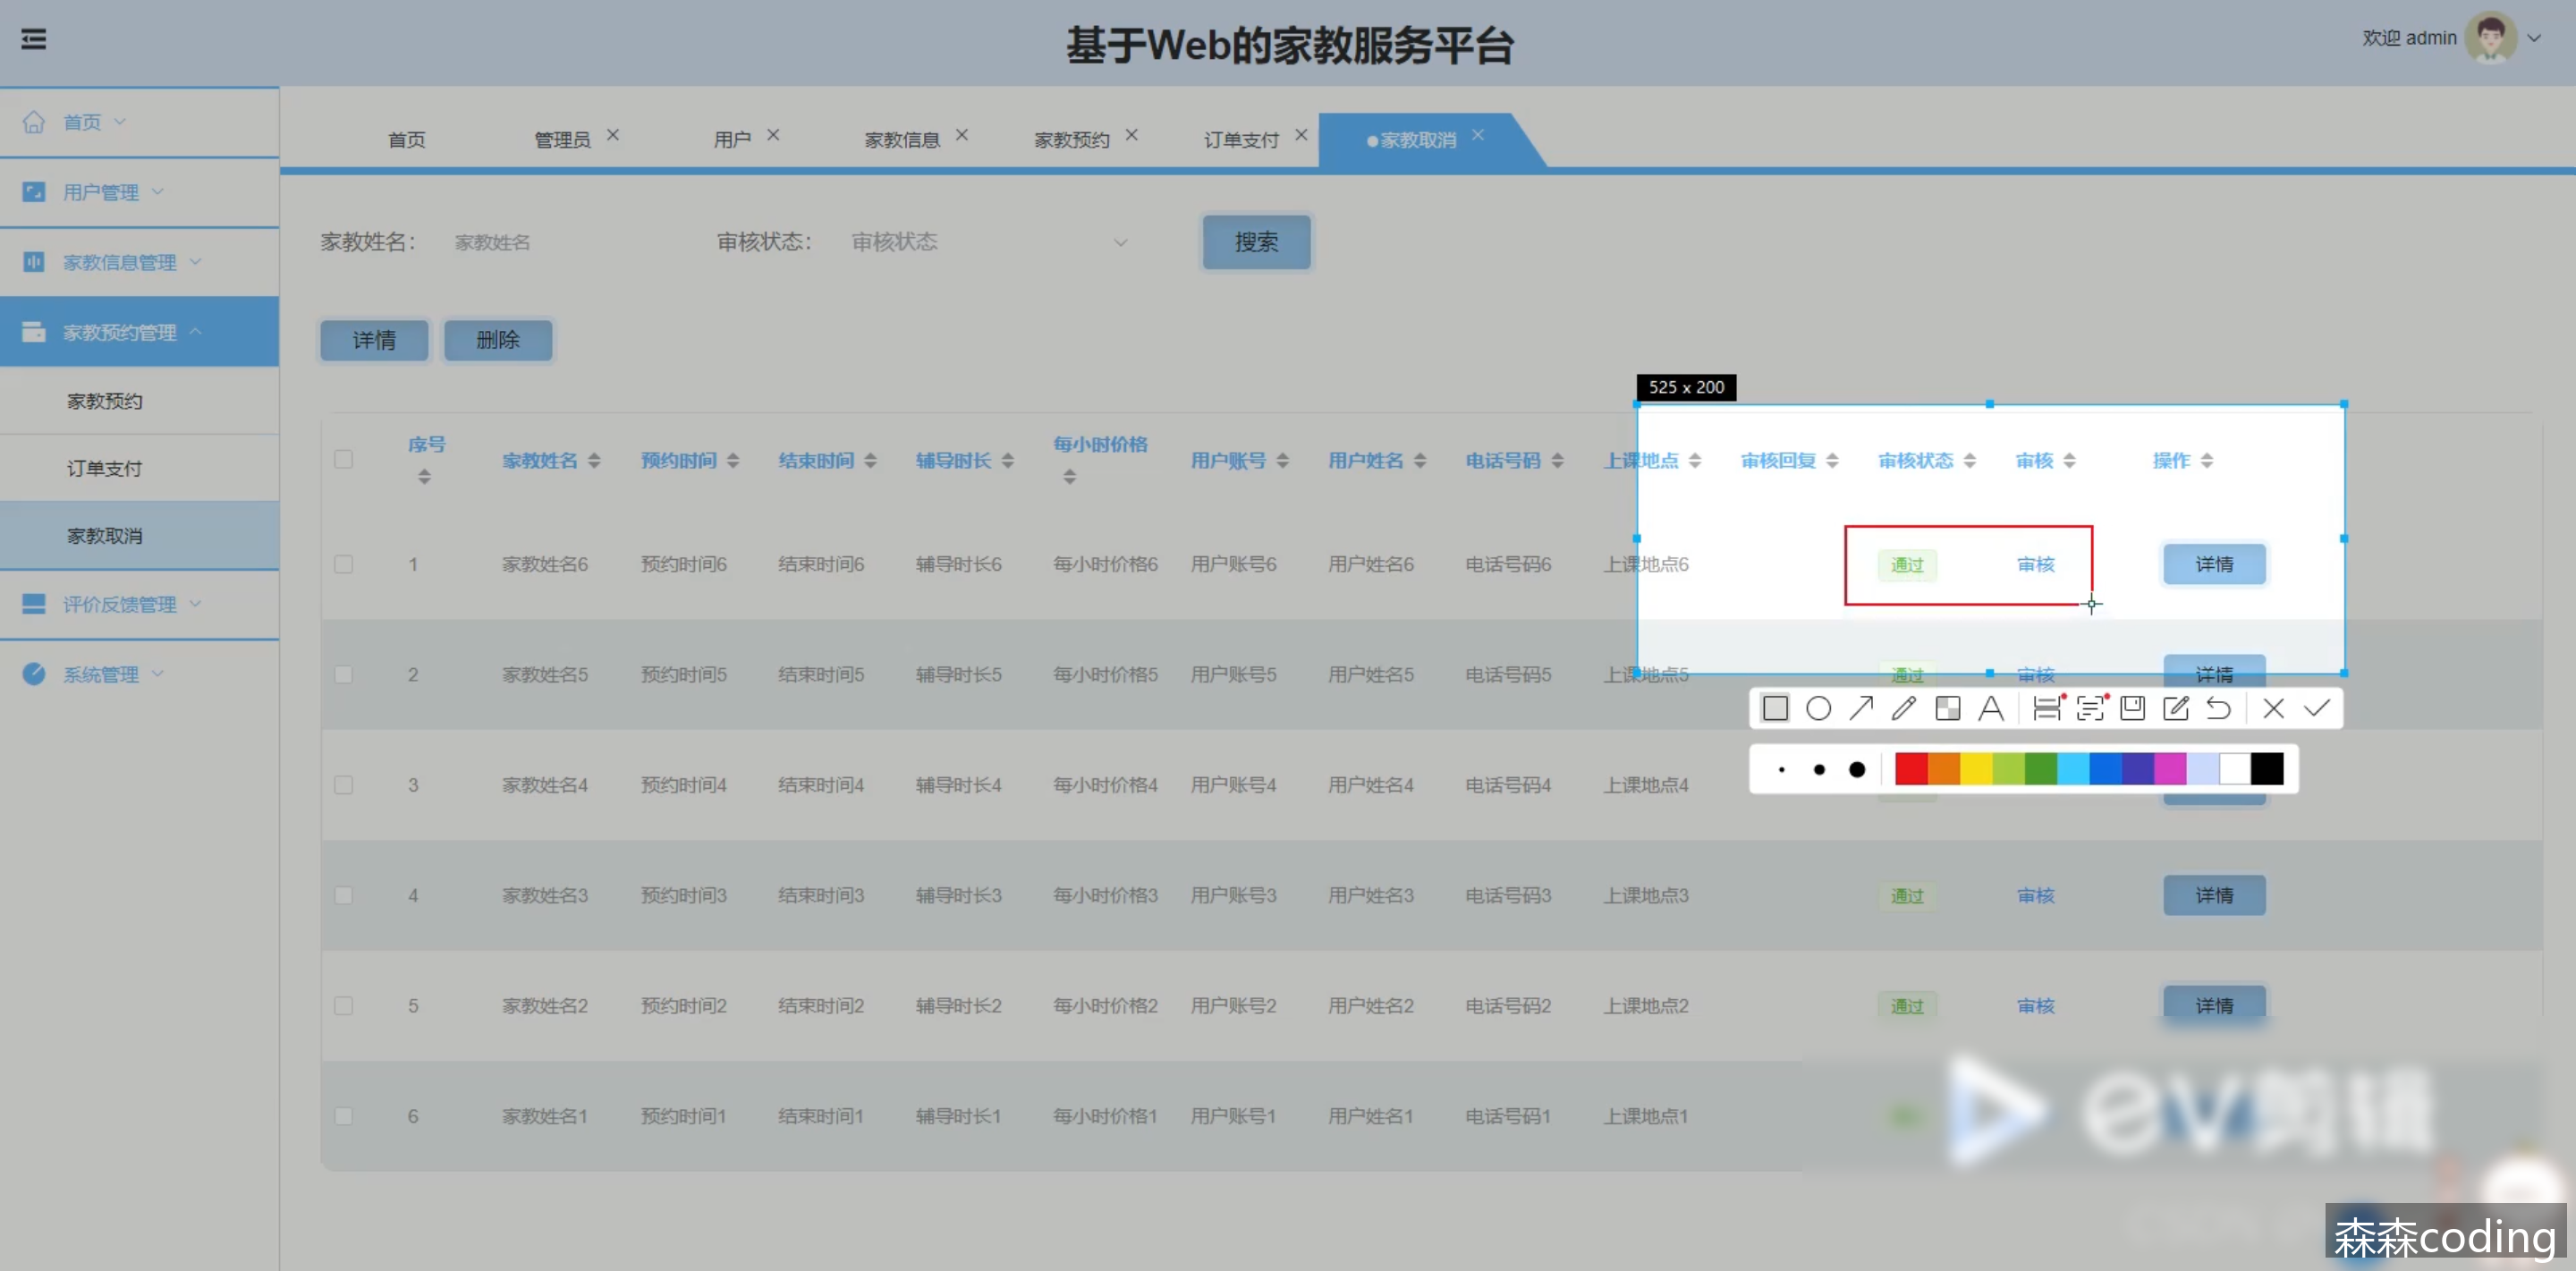 基于Web的家教服务平台
欢迎 admin
首页
用户管理
家教信息管理
家教预约管理
家教预约
订单支付
家教取消
评价反馈管理
系统管理
首页 管理员 用户 家教信息 家教预约 订单支付 家教取消
家教姓名： 家教姓名 审核状态： 审核状态 搜索
详情 删除
525 x 200
序号 家教姓名 预约时间 结束时间 辅导时长 每小时价格 用户账号 用户姓名 电话号码 上课地点 审核回复 审核状态 审核 操作
1 家教姓名6 预约时间6 结束时间6 辅导时长6 每小时价格6 用户账号6 用户姓名6 电话号码6 上课地点6 通过 审核 详情
2 家教姓名5 预约时间5 结束时间5 辅导时长5 每小时价格5 用户账号5 用户姓名5 电话号码5 上课地点5 通过 审核 详情
3 家教姓名4 预约时间4 结束时间4 辅导时长4 每小时价格4 用户账号4 用户姓名4 电话号码4 上课地点4
4 家教姓名3 预约时间3 结束时间3 辅导时长3 每小时价格3 用户账号3 用户姓名3 电话号码3 上课地点3 通过 审核 详情
5 家教姓名2 预约时间2 结束时间2 辅导时长2 每小时价格2 用户账号2 用户姓名2 电话号码2 上课地点2 通过 审核 详情
6 家教姓名1 预约时间1 结束时间1 辅导时长1 每小时价格1 用户账号1 用户姓名1 电话号码1 上课地点1
ev剪辑
森森coding